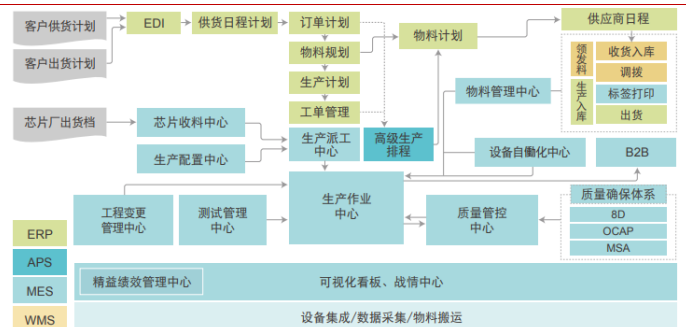 客户供货计划
EDI
供货日程计划
订单计划
供应商日程
客户出货计划
物料规划
物料计划
领发料
收货入库
调拨
生产计划
物料管理中心
生产入库
标签打印
出货
工单管理
芯片厂出货档
芯片收料中心
生产派工
中心
高级生产
排程
生产配置中心
设备自働化中心
B2B
工程变更
管理中心
测试管理
中心
生产作业
中心
质量管控
中心
质量确保体系
8D
OCAP
MSA
ERP
APS
MES
WMS
精益绩效管理中心
可视化看板、战情中心
设备集成/数据采集/物料搬运